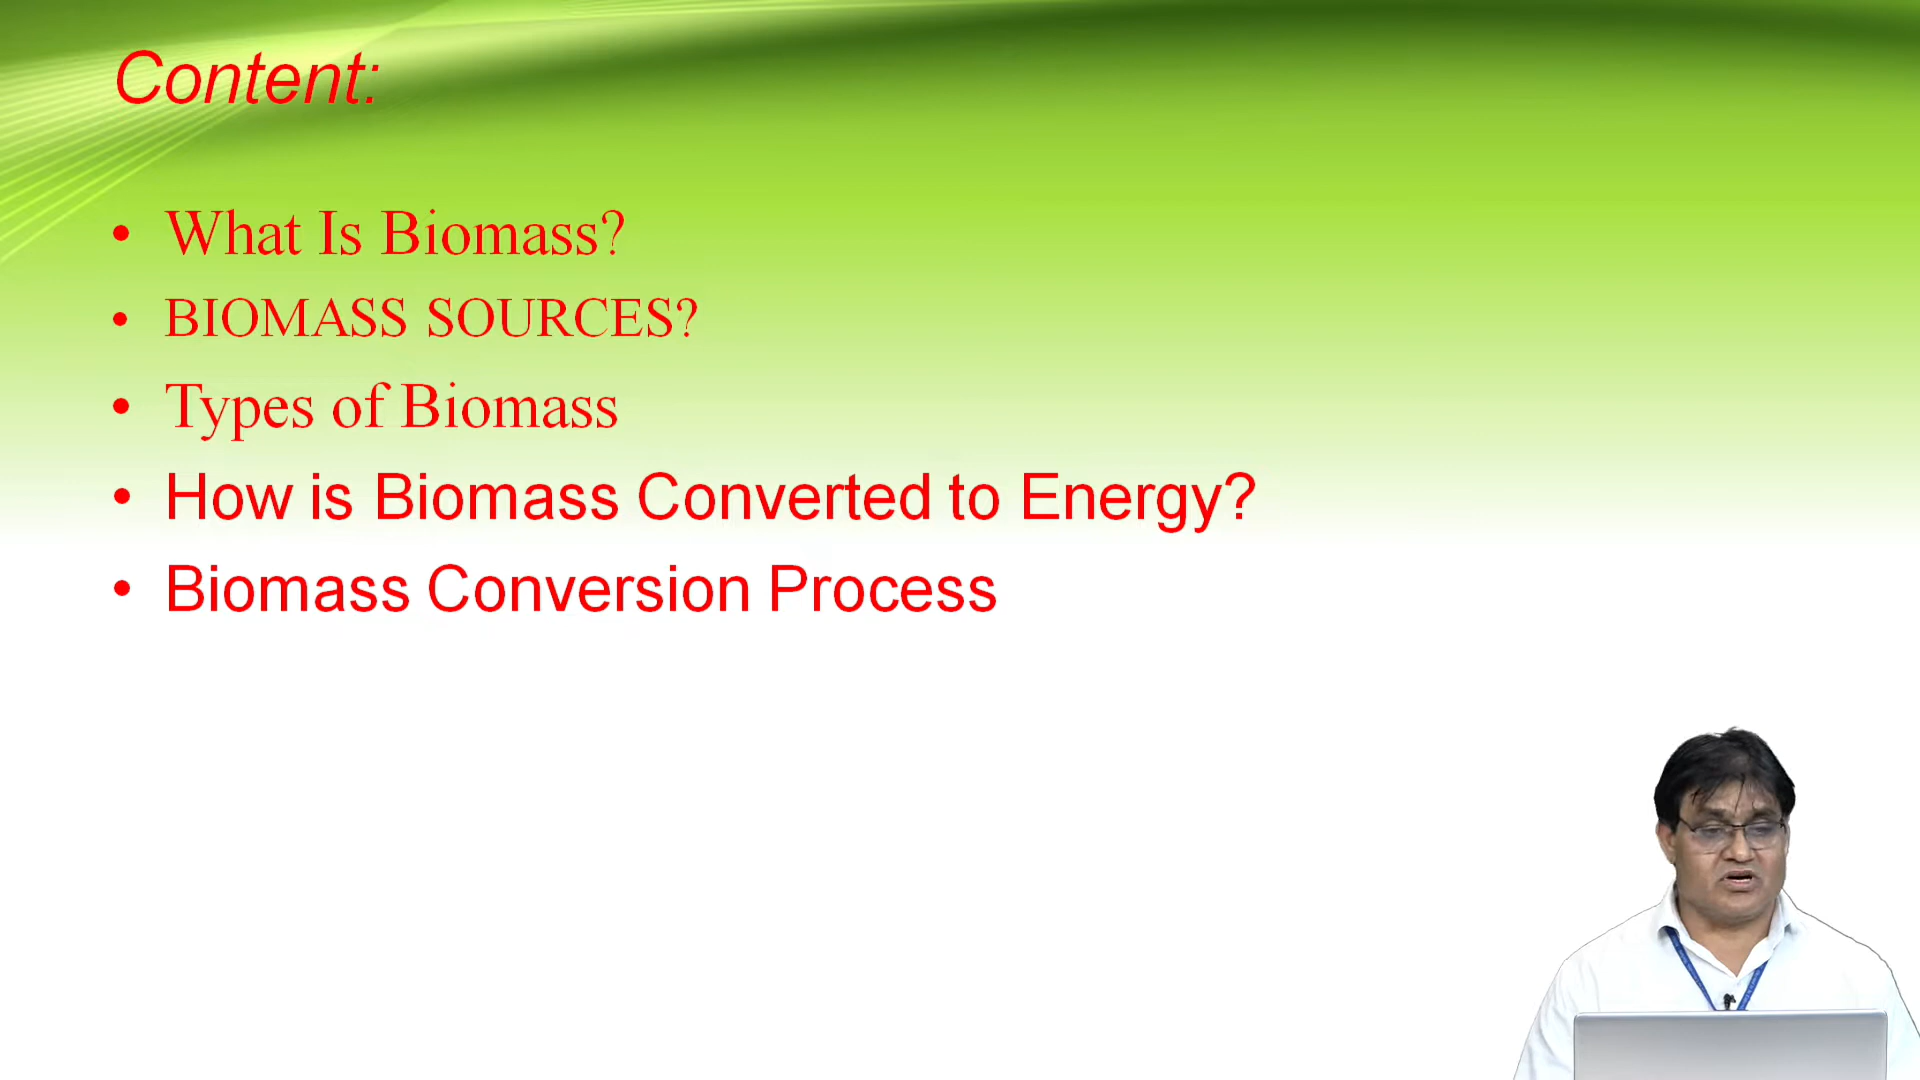 Content:
• What Is Biomass?
• BIOMASS SOURCES?
• Types of Biomass
• How is Biomass Converted to Energy?
• Biomass Conversion Process